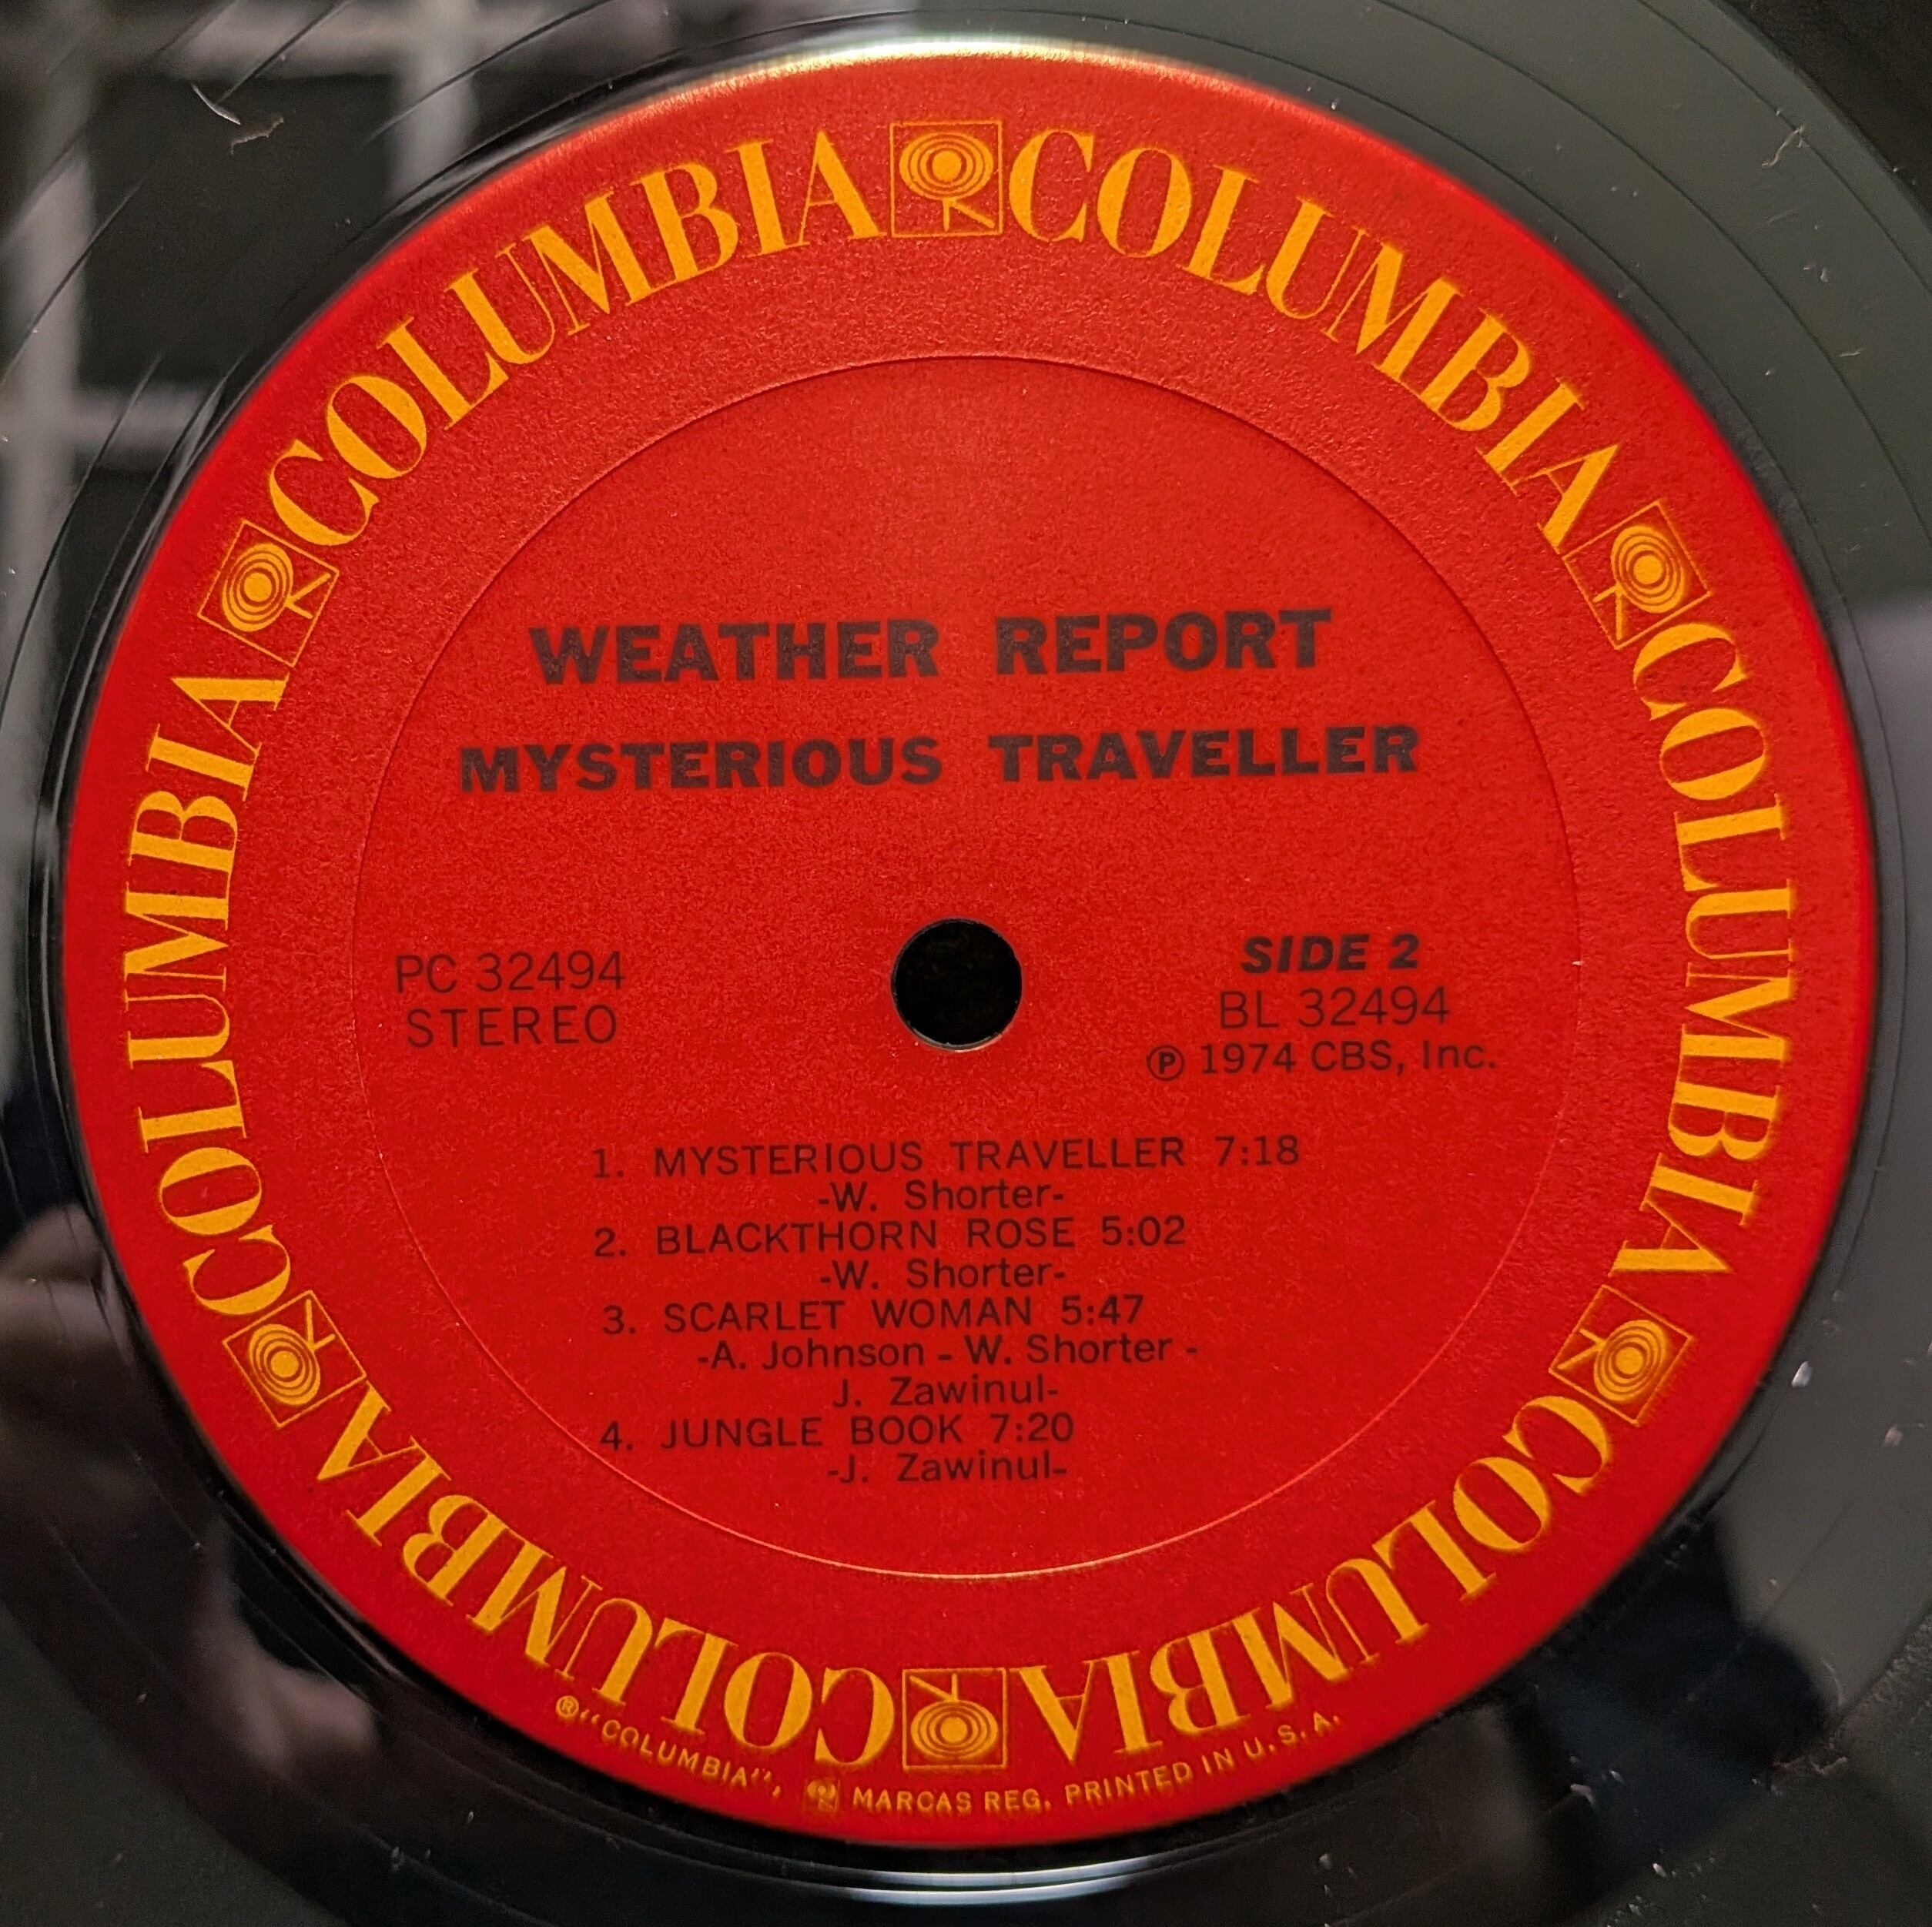 COLUMBIA COLUMBIA COLUMBIA COLUMBIA COLUMBIA COLUMBIA
WEATHER REPORT
MYSTERIOUS TRAVELLER
PC 32494
STEREO
SIDE 2
BL 32494
℗ 1974 CBS, Inc.
1. MYSTERIOUS TRAVELLER 7:18
-W. Shorter-
2. BLACKTHORN ROSE 5:02
-W. Shorter-
3. SCARLET WOMAN 5:47
-A. Johnson - W. Shorter -
J. Zawinul-
4. JUNGLE BOOK 7:20
-J. Zawinul-
® "COLUMBIA", MARCAS REG. PRINTED IN U.S.A.